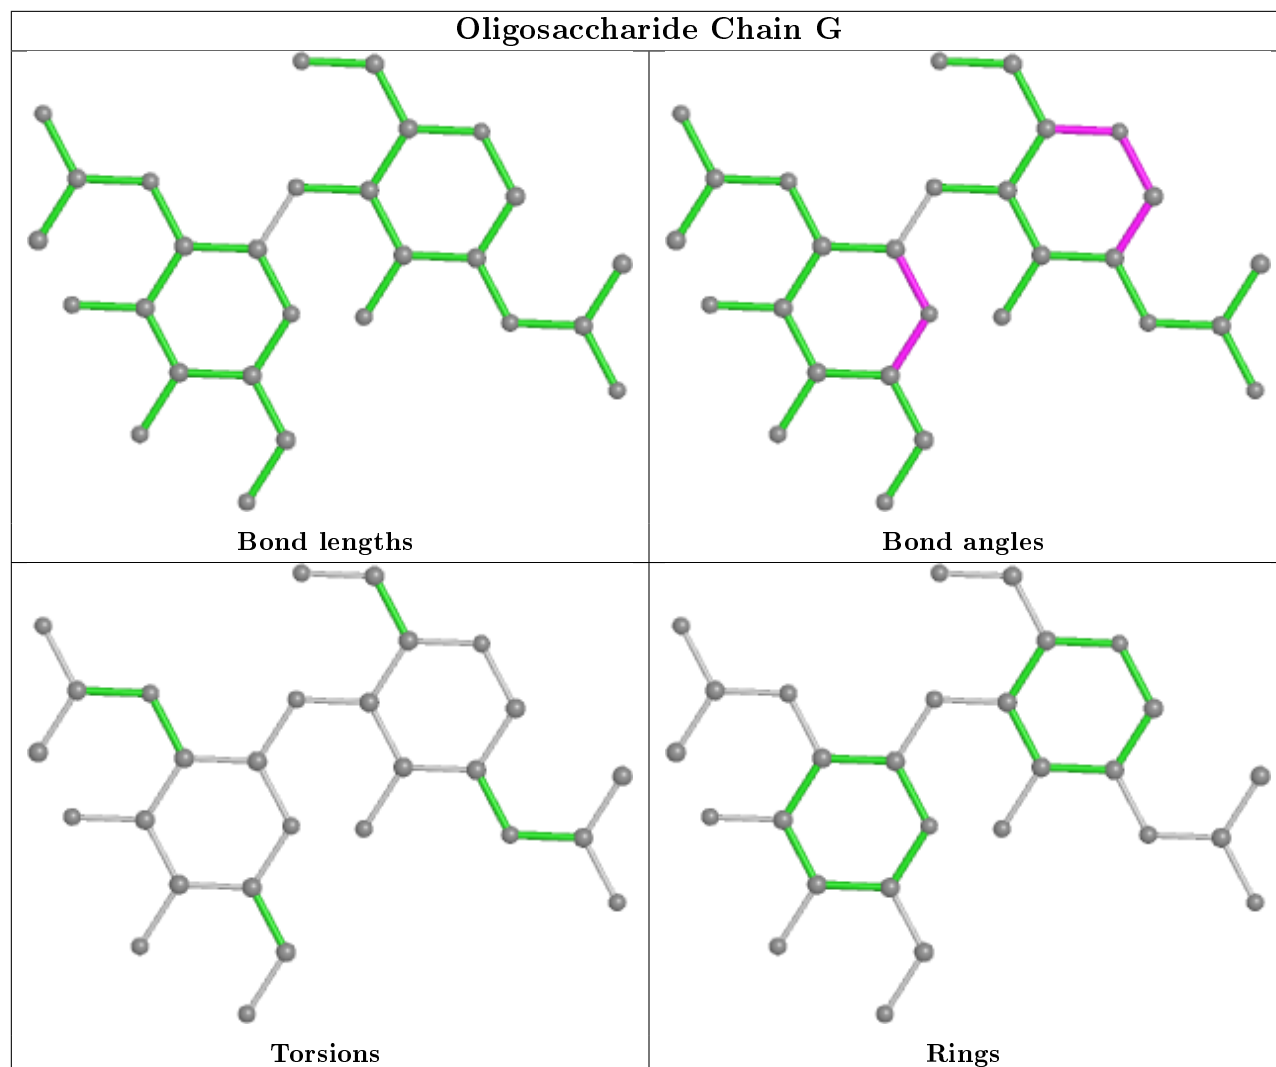 Oligosaccharide Chain G
Bond lengths
Bond angles
Torsions
Rings